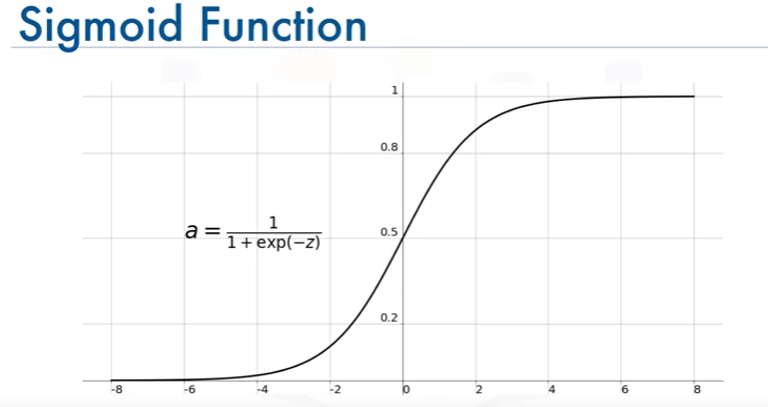 Sigmoid Function
1
0.8
a = 1 / (1 + exp(−z))
0.5
0.2
-8 -6 -4 -2 0 2 4 6 8